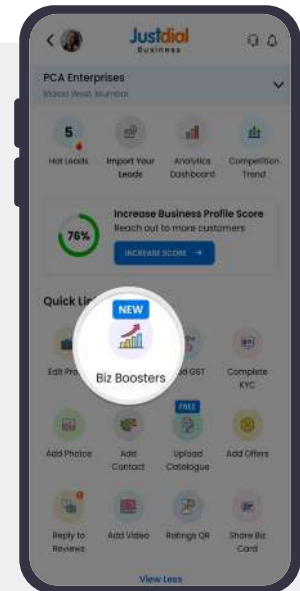 Justdial
Business
PCA Enterprises
Malad West, Mumbai
5
Hot Leads
Import Your
Leads
Analytics
Dashboard
Competition
Trend
76%
Increase Business Profile Score
Reach out to more customers
INCREASE SCORE →
Quick Lin
NEW
Biz Boosters
Edit Pro
GST
Complete
KYC
FREE
Add Photos
Add
Contact
Upload
Catalogue
Add Offers
Reply to
Reviews
Add Video
Ratings QR
Share Biz
Card
View Less